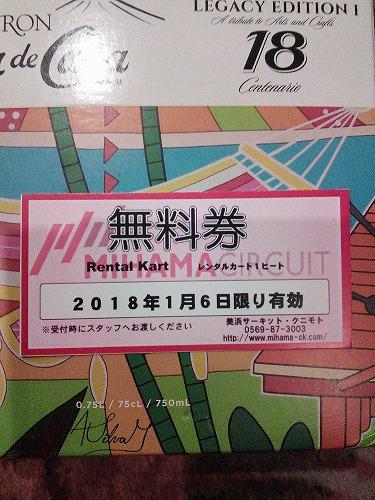 RON
LEGACY EDITION I
A tribute to Arts and Crafts
de Caña
18
Centenario
無料券
MIHAMACIRCUIT
Rental Kart レンタルカート1ヒート
2018年1月6日限り有効
※受付時にスタッフへお渡しください
美浜サーキット・クニモト
0569-87-3003
http://www.mihama-ck.com/
0.75L / 75cL / 750mL